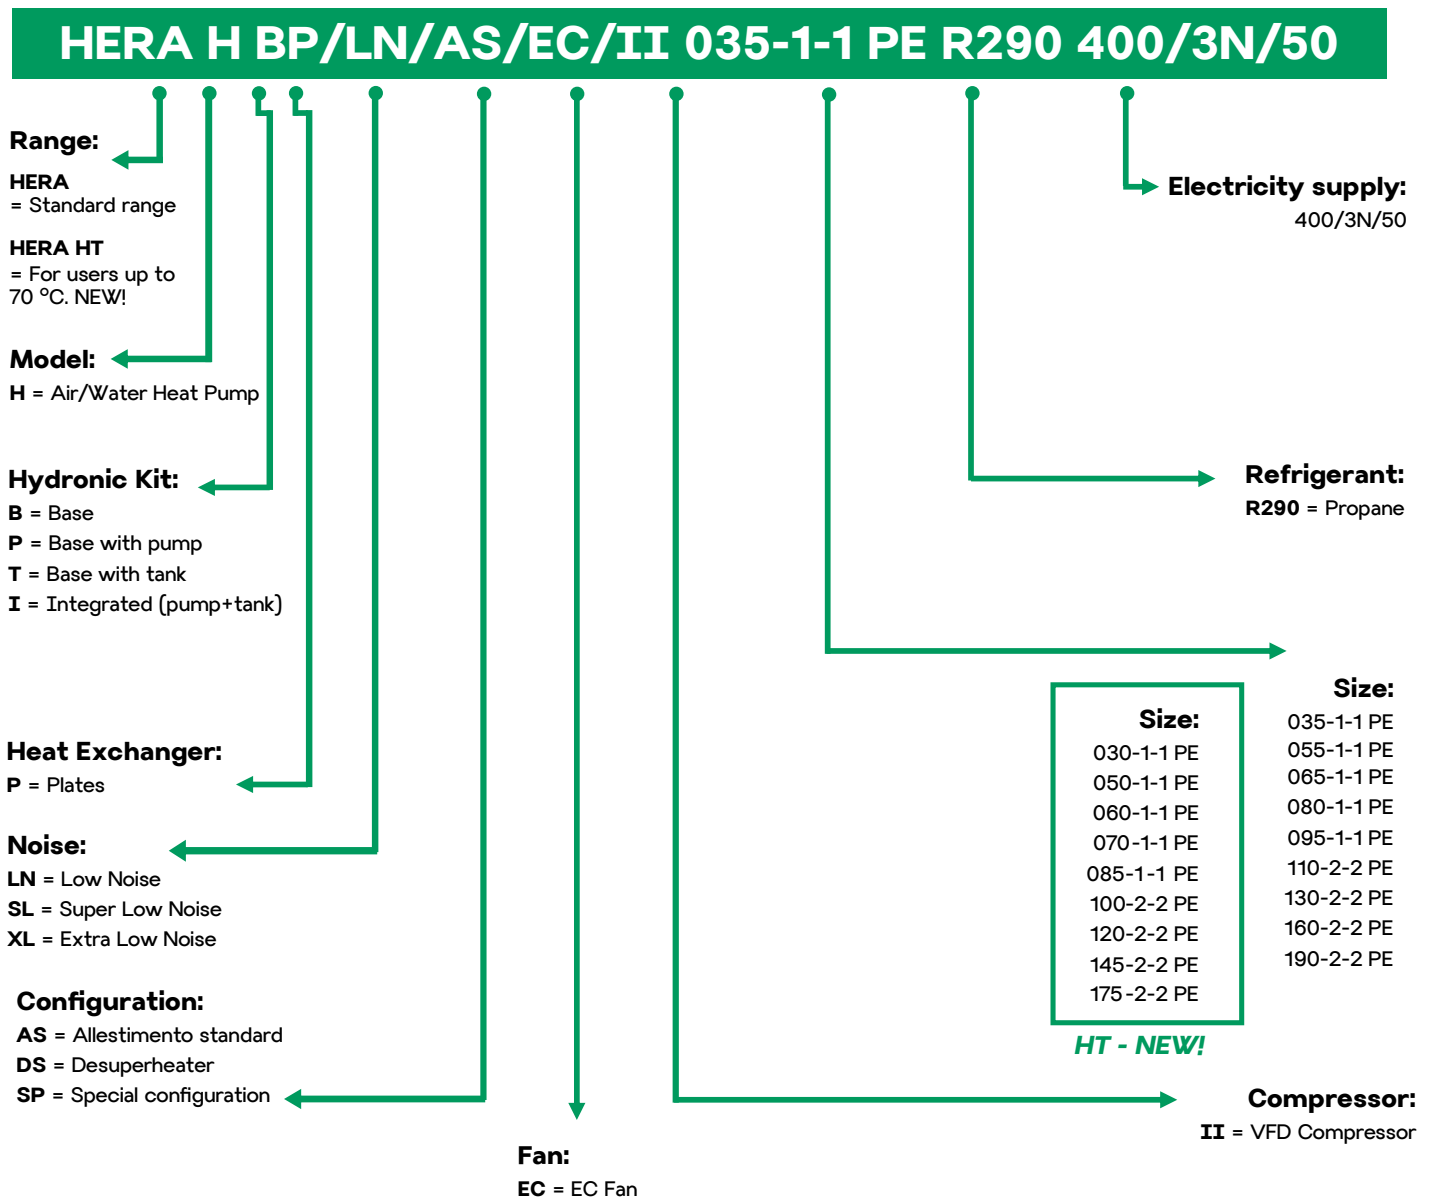 HERA H BP/LN/AS/EC/II 035-1-1 PE R290 400/3N/50
Range:
HERA
= Standard range
HERA HT
= For users up to
70 °C. NEW!
Model:
H = Air/Water Heat Pump
Hydronic Kit:
B = Base
P = Base with pump
T = Base with tank
I = Integrated (pump+tank)
Heat Exchanger:
P = Plates
Noise:
LN = Low Noise
SL = Super Low Noise
XL = Extra Low Noise
Configuration:
AS = Allestimento standard
DS = Desuperheater
SP = Special configuration
Fan:
EC = EC Fan
Electricity supply:
400/3N/50
Refrigerant:
R290 = Propane
Size:
030-1-1 PE
050-1-1 PE
060-1-1 PE
070-1-1 PE
085-1-1 PE
100-2-2 PE
120-2-2 PE
145-2-2 PE
175-2-2 PE
HT - NEW!
Size:
035-1-1 PE
055-1-1 PE
065-1-1 PE
080-1-1 PE
095-1-1 PE
110-2-2 PE
130-2-2 PE
160-2-2 PE
190-2-2 PE
Compressor:
II = VFD Compressor